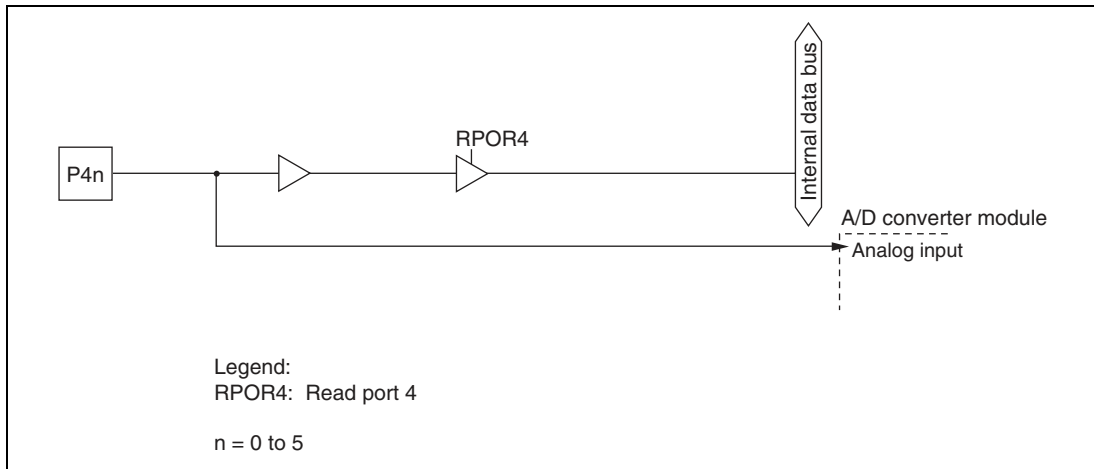 Internal data bus
RPOR4
P4n
A/D converter module
Analog input
Legend:
RPOR4: Read port 4
n = 0 to 5